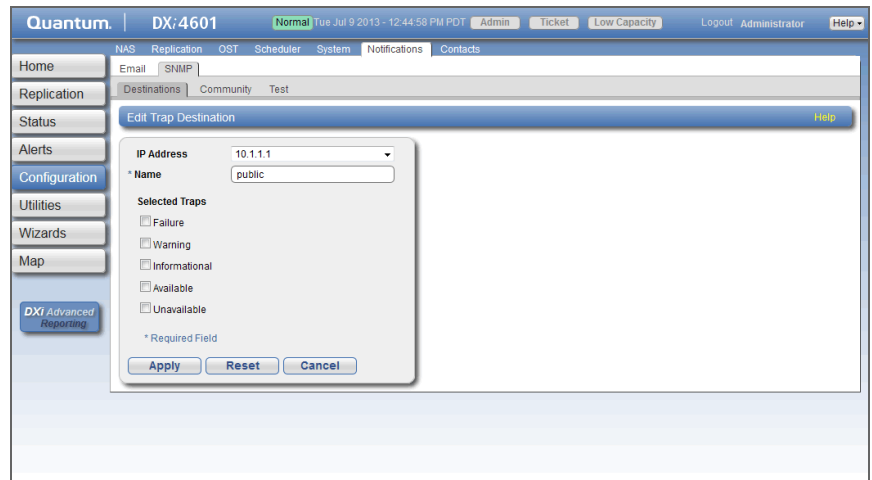 Quantum. DXi4601 Normal Tue Jul 9 2013 - 12:44:58 PM PDT Admin Ticket Low Capacity Logout Administrator Help
NAS Replication OST Scheduler System Notifications Contacts
Home
Email SNMP
Replication
Destinations Community Test
Status
Edit Trap Destination Help
Alerts
IP Address 10.1.1.1
Configuration
* Name public
Utilities
Selected Traps
Failure
Wizards
Warning
Map
Informational
Available
DXi Advanced Reporting
Unavailable
* Required Field
Apply Reset Cancel